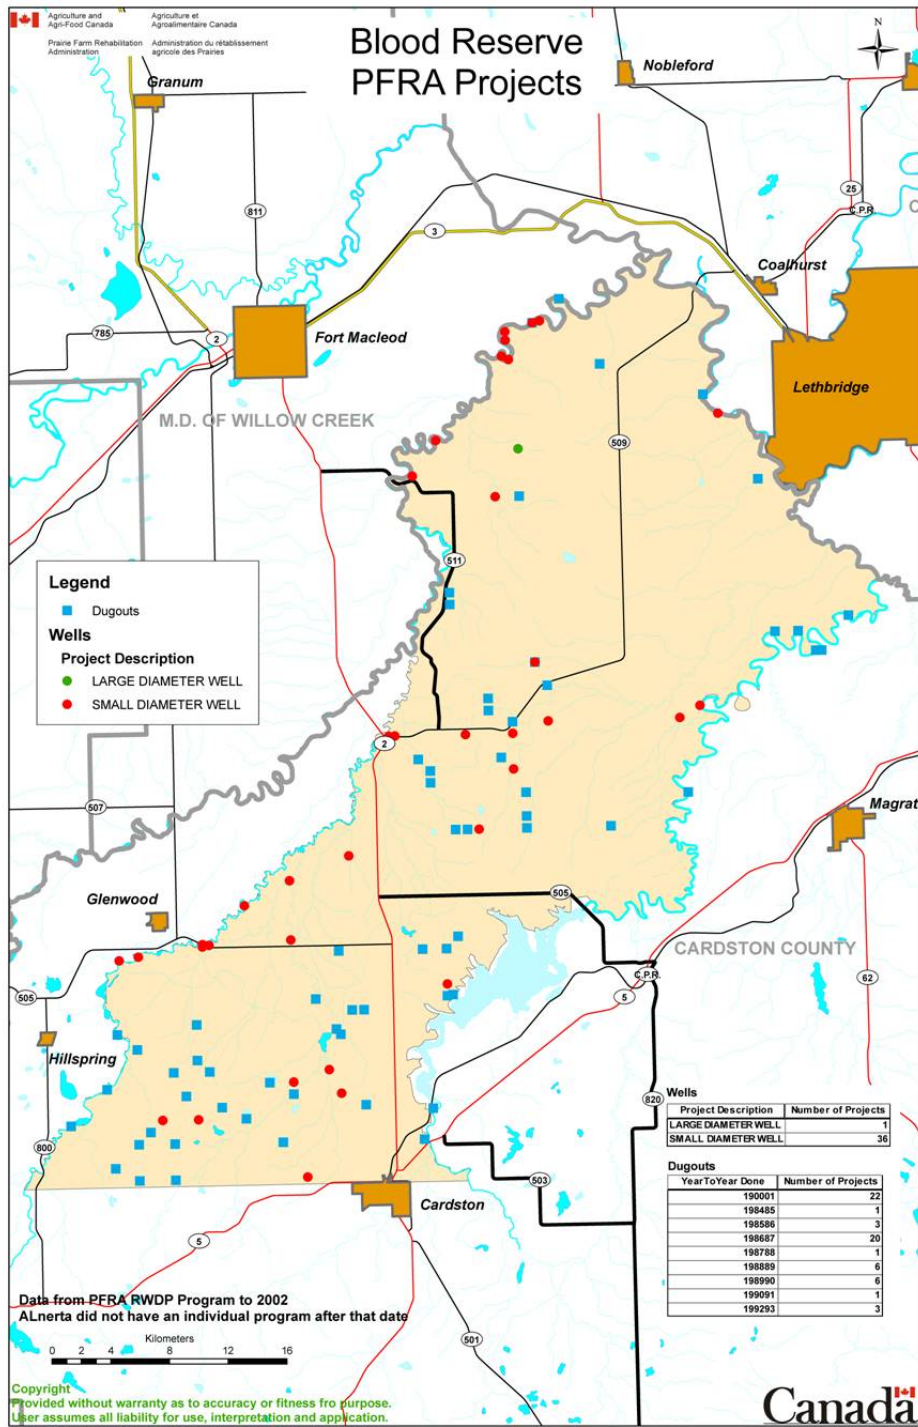 Agriculture and
Agri-Food Canada
Agriculture et
Agroalimentaire Canada
Prairie Farm Rehabilitation
Administration
Administration du rétablissement
agricole des Prairies
Blood Reserve
PFRA Projects
N
Granum
Nobleford
811
25
C.P.R.
C
3
Coalhurst
785
2
Fort Macleod
Lethbridge
M.D. OF WILLOW CREEK
509
511
Legend
Dugouts
Wells
Project Description
LARGE DIAMETER WELL
SMALL DIAMETER WELL
2
507
Magrat
Glenwood
505
CARDSTON COUNTY
C.P.R.
62
505
5
Hillspring
820
800
503
Cardston
5
501
Wells
Project Description Number of Projects
LARGE DIAMETER WELL 1
SMALL DIAMETER WELL 36
Dugouts
YearToYear Done Number of Projects
190001 22
198485 1
198586 3
198687 20
198788 1
198889 6
198990 6
199091 1
199293 3
Data from PFRA RWDP Program to 2002
ALnerta did not have an individual program after that date
Kilometers
0 2 4 8 12 16
Copyright
Provided without warranty as to accuracy or fitness fro purpose.
User assumes all liability for use, interpretation and application.
Canada